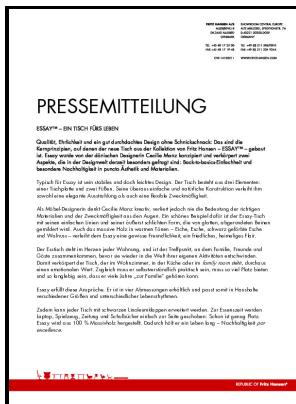 FRITZ HANSEN A/S
SHOWROOM CENTRAL EUROPE
PRESSEMITTEILUNG
ESSAY™ – EIN TISCH FÜRS LEBEN
Qualität, Ehrlichkeit und ein gut durchdachtes Design ohne Schnickschnack: Das sind die
Kernprinzipien, auf denen der neue Tisch aus der Kollektion von Fritz Hansen – ESSAY™ – gebaut
ist. Essay wurde von der dänischen Designerin Cecilie Manz konzipiert und verkörpert zwei
Aspekte, die in der Designwelt derzeit besonders gefragt sind: Back-to-basics-Einfachheit und
besondere Nachhaltigkeit in puncto Ästhetik und Materialien.
Typisch für Essay ist sein stabiles und doch leichtes Design. Der Tisch besteht aus drei Elementen:
einer Tischplatte und zwei Füßen. Seine überaus einfache und natürliche Konstruktion verleiht ihm
sowohl eine elegante Ausstrahlung als auch eine flexible Zweckmäßigkeit.
Als Möbel-Designerin denkt Cecilie Manz kreativ, verliert jedoch nie die Bedeutung der richtigen
Materialien und der Zweckmäßigkeit aus den Augen. Ein schönes Beispiel dafür ist der Essay-Tisch
mit seinen einfachen Linien und seiner äußerst schlichten Form, die von glatten, abgerundeten Beinen
gemildert wird. Auch das massive Holz in warmen Tönen – Eiche, Esche, schwarz gefärbte Esche
und Walnuss – verleiht dem Essay eine gewisse Freundlichkeit, ein friedliches, heimeliges Flair.
Der Esstisch steht im Herzen jeder Wohnung, und ist der Treffpunkt, an dem Familie, Freunde und
Gäste zusammenkommen, bevor sie wieder in die Welt ihrer eigenen Aktivitäten entschwinden.
Damit verkörpert der Tisch, der im Wohnzimmer, in der Küche oder im family room steht, durchaus
einen emotionalen Wert. Zugleich muss er selbstverständlich praktisch sein, muss so viel Platz bieten
und so langlebig sein, dass er viele Jahre „zur Familie" gehören kann.
Essay erfüllt diese Ansprüche. Er ist in vier Abmessungen erhältlich und passt somit in Haushalte
verschiedener Größen und unterschiedlicher Lebensrhythmen.
Zudem kann jeder Tisch mit schwarzen Linoleumklappen erweitert werden. Zur Essenszeit werden
Laptop, Spielzeug, Zeitung und Schulbücher einfach zur Seite geschoben: Schon ist genug Platz.
Essay wird aus 100 % Massivholz hergestellt. Dadurch hält er ein Leben lang – Nachhaltigkeit par
excellence.
REPUBLIC OF Fritz Hansen®